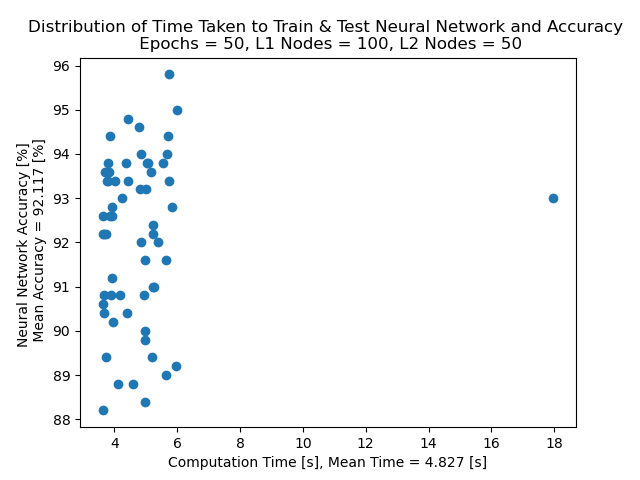 Distribution of Time Taken to Train & Test Neural Network and Accuracy
Epochs = 50, L1 Nodes = 100, L2 Nodes = 50
Neural Network Accuracy [%]
Mean Accuracy = 92.117 [%]
96
95
94
93
92
91
90
89
88
4 6 8 10 12 14 16 18
Computation Time [s], Mean Time = 4.827 [s]